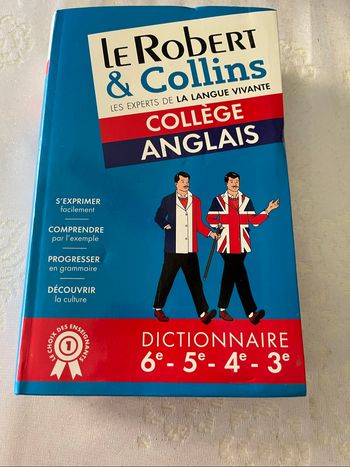 le Robert
& Collins
LES EXPERTS DE LA LANGUE VIVANTE
COLLÈGE
ANGLAIS
S'EXPRIMER
facilement
COMPRENDRE
par l'exemple
PROGRESSER
en grammaire
DÉCOUVRIR
la culture
LE CHOIX DES ENSEIGNANTS
1
DICTIONNAIRE
6e - 5e - 4e - 3e